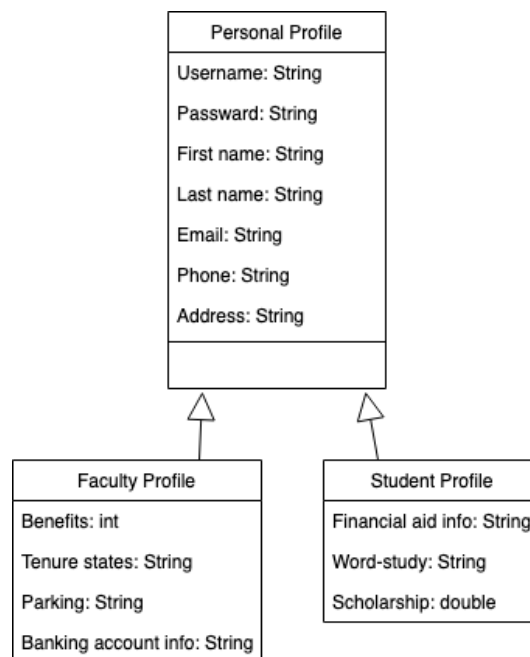 Personal Profile
Username: String
Passward: String
First name: String
Last name: String
Email: String
Phone: String
Address: String
Faculty Profile
Benefits: int
Tenure states: String
Parking: String
Banking account info: String
Student Profile
Financial aid info: String
Word-study: String
Scholarship: double